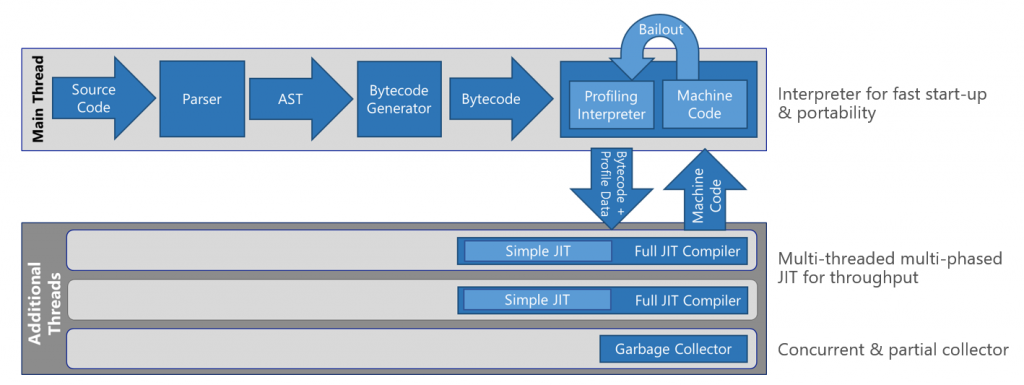 Bailout
Main Thread
Source
Code
Parser
AST
Bytecode
Generator
Bytecode
Profiling
Interpreter
Machine
Code
Interpreter for fast start-up
& portability
Bytecode +
Profile Data
Machine
Code
Additional
Threads
Simple JIT
Full JIT Compiler
Multi-threaded multi-phased
JIT for throughput
Simple JIT
Full JIT Compiler
Garbage Collector
Concurrent & partial collector